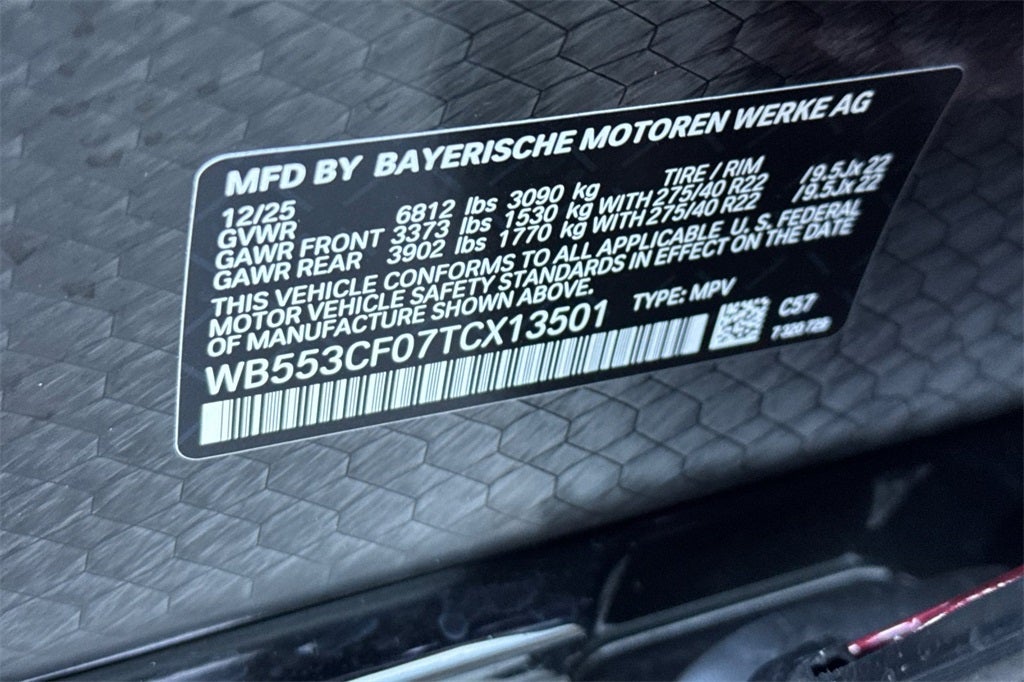 MFD BY BAYERISCHE MOTOREN WERKE AG
12/25 TIRE / RIM
GVWR 6812 lbs 3090 kg
GAWR FRONT 3373 lbs 1530 kg WITH 275/40 R22 /9.5Jx22
GAWR REAR 3902 lbs 1770 kg WITH 275/40 R22 /9.5Jx22
THIS VEHICLE CONFORMS TO ALL APPLICABLE U.S. FEDERAL
MOTOR VEHICLE SAFETY STANDARDS IN EFFECT ON THE DATE
OF MANUFACTURE SHOWN ABOVE.
TYPE: MPV
WB553CF07TCX13501
C57
7 320 729